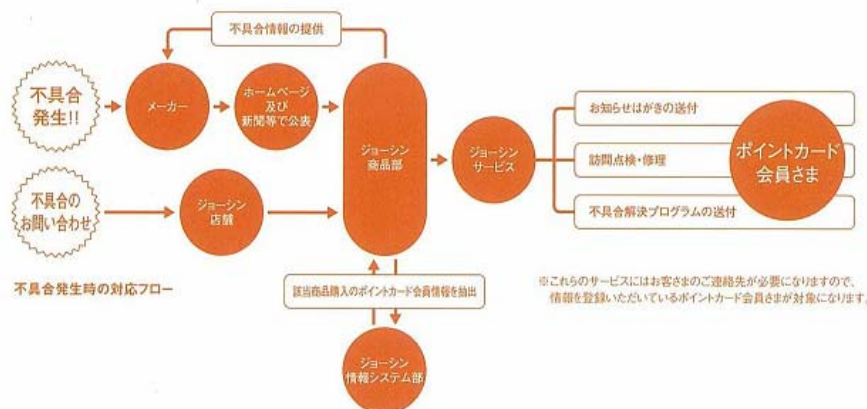 不具合情報の提供
不具合
発生!!
メーカー
ホームページ
及び
新聞等で公表
ジョーシン
商品部
ジョーシン
サービス
お知らせはがきの送付
訪問点検・修理
不具合解決プログラムの送付
ポイントカード
会員さま
不具合の
お問い合わせ
ジョーシン
店舗
不具合発生時の対応フロー
該当商品購入のポイントカード会員情報を抽出
ジョーシン
情報システム部
※これらのサービスにはお客さまのご連絡先が必要になりますので、
情報を登録いただいているポイントカード会員さまが対象になります。